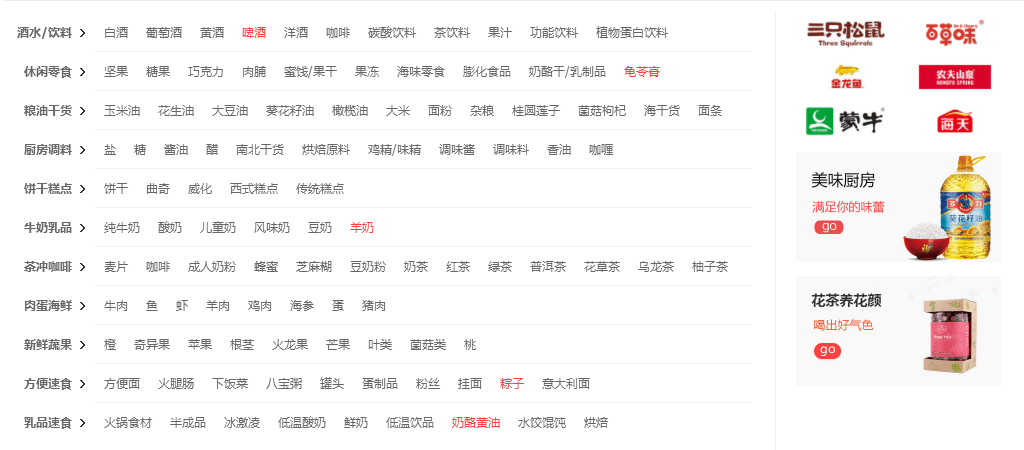 酒水/饮料 白酒 葡萄酒 黄酒 啤酒 洋酒 咖啡 碳酸饮料 茶饮料 果汁 功能饮料 植物蛋白饮料
休闲零食 坚果 糖果 巧克力 肉脯 蜜饯/果干 果冻 海味零食 膨化食品 奶酪干/乳制品 龟苓膏
粮油干货 玉米油 花生油 大豆油 葵花籽油 橄榄油 大米 面粉 杂粮 桂圆莲子 菌菇枸杞 海干货 面条
厨房调料 盐 糖 酱油 醋 南北干货 烘焙原料 鸡精/味精 调味酱 调味料 香油 咖喱
饼干糕点 饼干 曲奇 威化 西式糕点 传统糕点
牛奶乳品 纯牛奶 酸奶 儿童奶 风味奶 豆奶 羊奶
茶冲咖啡 麦片 咖啡 成人奶粉 蜂蜜 芝麻糊 豆奶粉 奶茶 红茶 绿茶 普洱茶 花草茶 乌龙茶 柚子茶
肉蛋海鲜 牛肉 鱼 虾 羊肉 鸡肉 海参 蛋 猪肉
新鲜蔬果 橙 奇异果 苹果 根茎 火龙果 芒果 叶类 菌菇类 桃
方便速食 方便面 火腿肠 下饭菜 八宝粥 罐头 蛋制品 粉丝 挂面 粽子 意大利面
乳品速食 火锅食材 半成品 冰激凌 低温酸奶 鲜奶 低温饮品 奶酪黄油 水饺馄饨 烘焙
三只松鼠
Three Squirrels
百草味
金龙鱼
农夫山泉
NONGFU SPRING
蒙牛
海天
美味厨房
满足你的味蕾
go
葵花籽油
花茶养花颜
喝出好气色
go